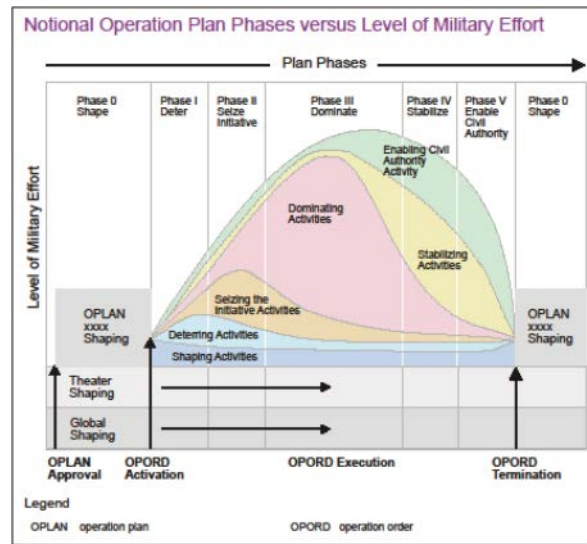 Notional Operation Plan Phases versus Level of Military Effort
Plan Phases
Phase 0
Shape
Phase I
Deter
Phase II
Seize
Initiative
Phase III
Dominate
Phase IV
Stabilize
Phase V
Enable
Civil
Authority
Phase 0
Shape
Level of Military Effort
Enabling Civil
Authority
Activity
Dominating
Activities
Stabilizing
Activities
Seizing the
Initiative Activities
Deterring Activities
Shaping Activities
OPLAN
xxxx
Shaping
OPLAN
xxxx
Shaping
Theater
Shaping
Global
Shaping
OPLAN
Approval
OPORD
Activation
OPORD Execution
OPORD
Termination
Legend
OPLAN operation plan
OPORD operation order